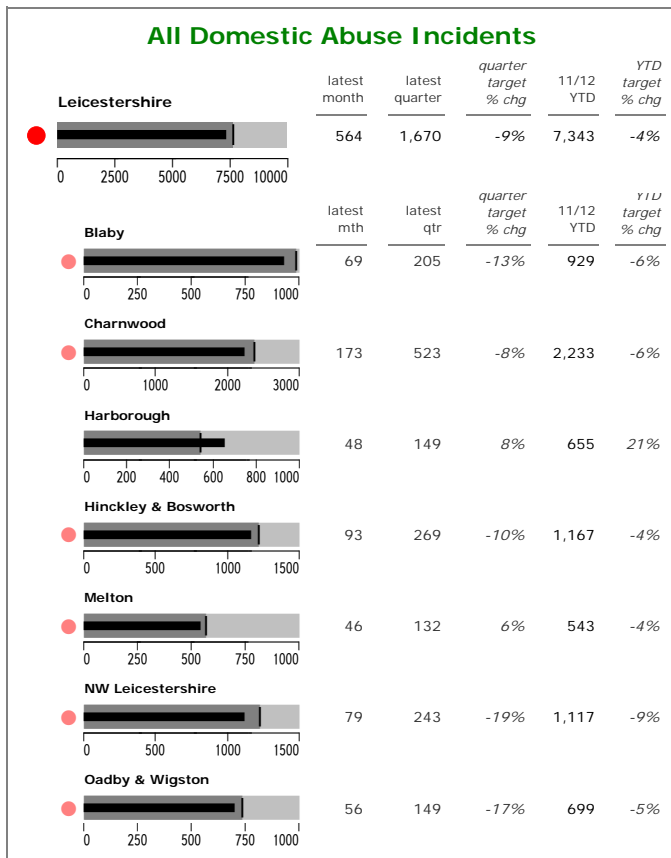 All Domestic Abuse Incidents
latest month latest quarter quarter target % chg 11/12 YTD YTD target % chg
Leicestershire
564 1,670 -9% 7,343 -4%
0 2500 5000 7500 10000
latest mth latest qtr quarter target % chg 11/12 YTD YTD target % chg
Blaby
69 205 -13% 929 -6%
0 250 500 750 1000
Charnwood
173 523 -8% 2,233 -6%
0 1000 2000 3000
Harborough
48 149 8% 655 21%
0 200 400 600 800 1000
Hinckley & Bosworth
93 269 -10% 1,167 -4%
0 500 1000 1500
Melton
46 132 6% 543 -4%
0 250 500 750 1000
NW Leicestershire
79 243 -19% 1,117 -9%
0 500 1000 1500
Oadby & Wigston
56 149 -17% 699 -5%
0 250 500 750 1000